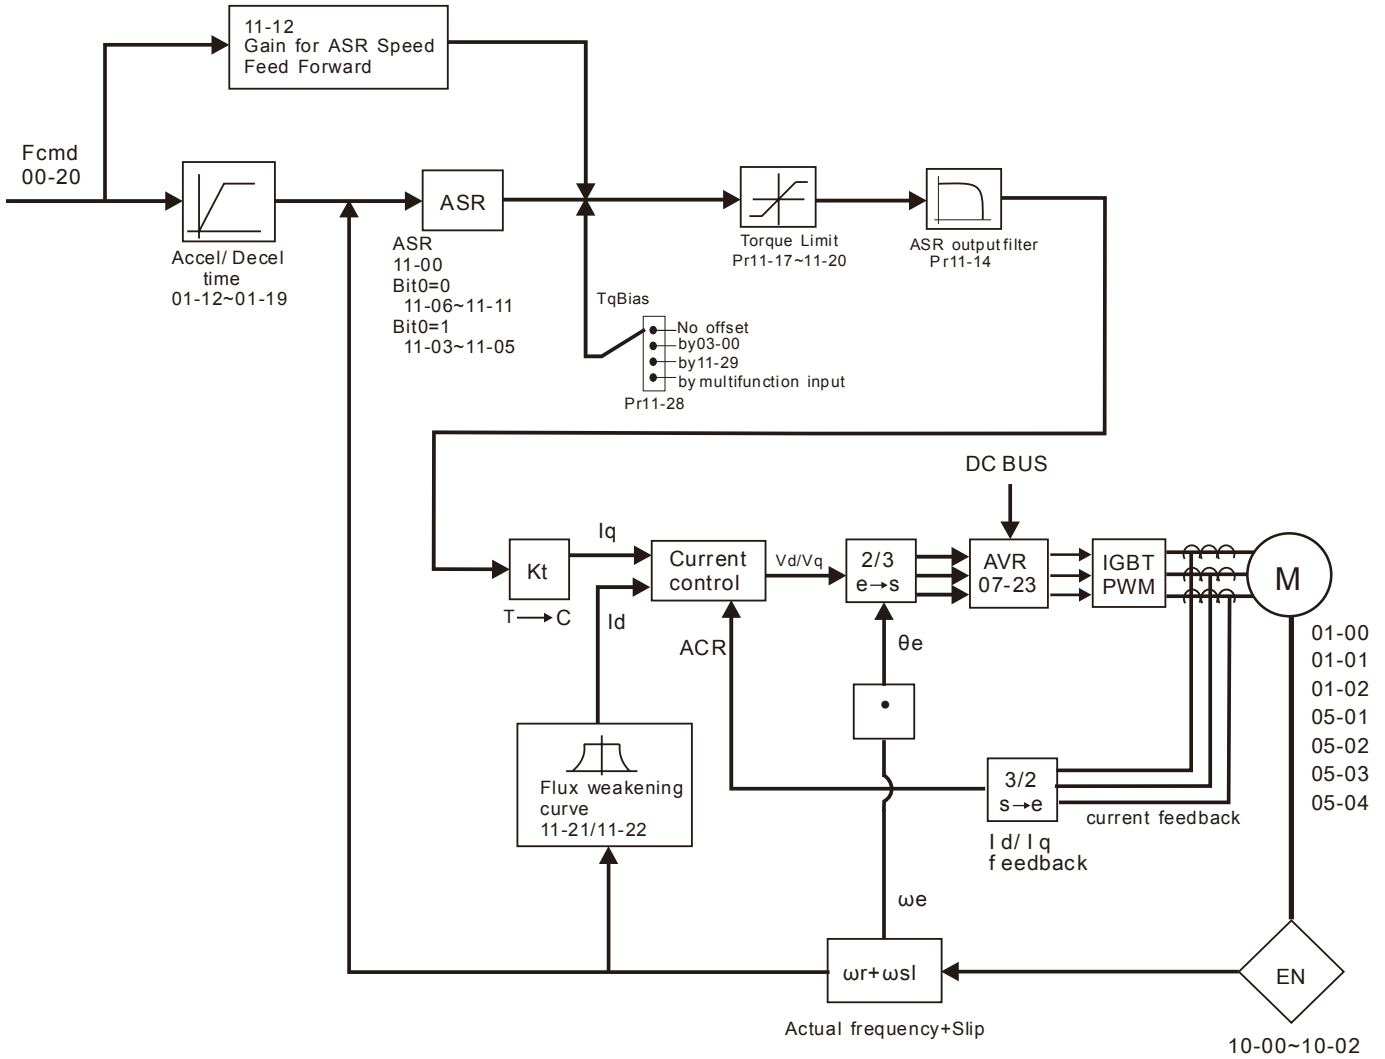 11-12
Gain for ASR Speed
Feed Forward
Fcmd
00-20
Accel/Decel
time
01-12~01-19
ASR
ASR
11-00
Bit0=0
11-06~11-11
Bit0=1
11-03~11-05
TqBias
No offset
by03-00
by11-29
by multifunction input
Pr11-28
Torque Limit
Pr11-17~11-20
ASR output filter
Pr11-14
DC BUS
Kt
T→C
Iq
Id
Current
control
ACR
Vd/Vq
2/3
e→s
θe
AVR
07-23
IGBT
PWM
M
01-00
01-01
01-02
05-01
05-02
05-03
05-04
Flux weakening
curve
11-21/11-22
3/2
s→e
current feedback
Id/Iq
feedback
ωe
ωr+ωsl
Actual frequency+Slip
EN
10-00~10-02